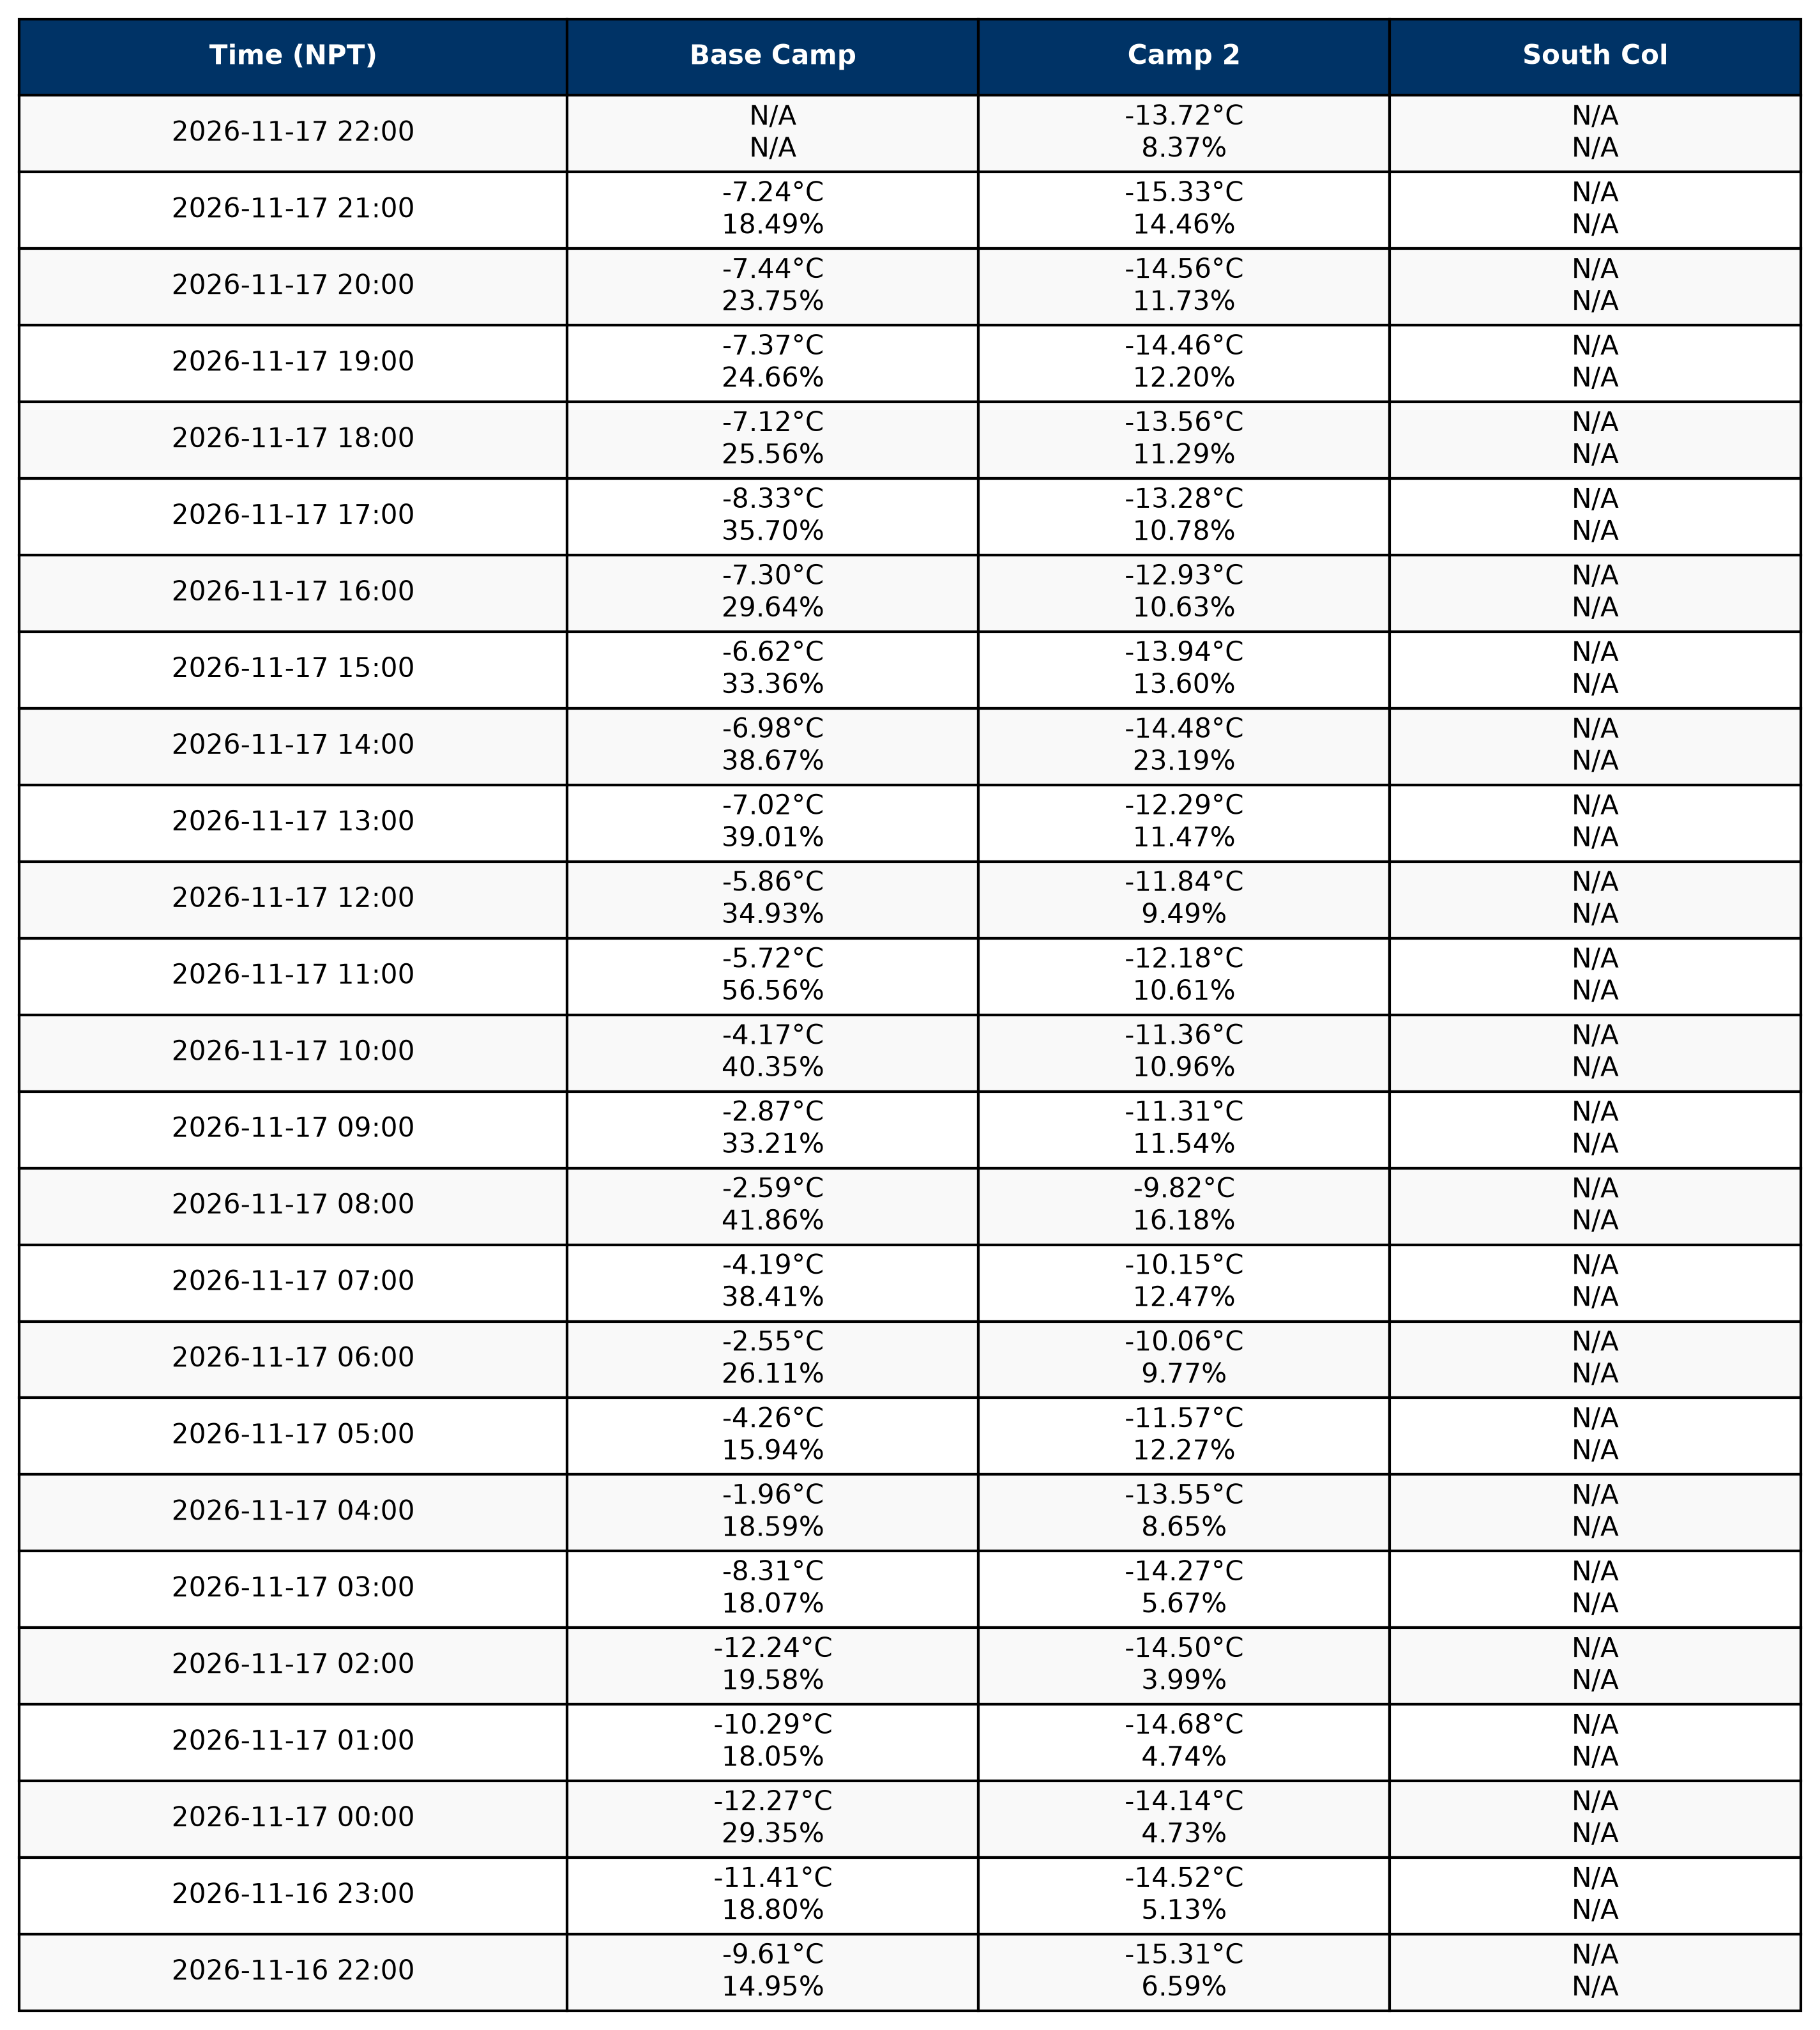 Time (NPT) Base Camp Camp 2 South Col
N/A -13.72°C N/A
2026-11-17 22:00
N/A 8.37% N/A
-7.24°C -15.33°C N/A
2026-11-17 21:00
18.49% 14.46% N/A
-7.44°C -14.56°C N/A
2026-11-17 20:00
23.75% 11.73% N/A
-7.37°C -14.46°C N/A
2026-11-17 19:00
24.66% 12.20% N/A
-7.12°C -13.56°C N/A
2026-11-17 18:00
25.56% 11.29% N/A
-8.33°C -13.28°C N/A
2026-11-17 17:00
35.70% 10.78% N/A
-7.30°C -12.93°C N/A
2026-11-17 16:00
29.64% 10.63% N/A
-6.62°C -13.94°C N/A
2026-11-17 15:00
33.36% 13.60% N/A
-6.98°C -14.48°C N/A
2026-11-17 14:00
38.67% 23.19% N/A
-7.02°C -12.29°C N/A
2026-11-17 13:00
39.01% 11.47% N/A
-5.86°C -11.84°C N/A
2026-11-17 12:00
34.93% 9.49% N/A
-5.72°C -12.18°C N/A
2026-11-17 11:00
56.56% 10.61% N/A
-4.17°C -11.36°C N/A
2026-11-17 10:00
40.35% 10.96% N/A
-2.87°C -11.31°C N/A
2026-11-17 09:00
33.21% 11.54% N/A
-2.59°C -9.82°C N/A
2026-11-17 08:00
41.86% 16.18% N/A
-4.19°C -10.15°C N/A
2026-11-17 07:00
38.41% 12.47% N/A
-2.55°C -10.06°C N/A
2026-11-17 06:00
26.11% 9.77% N/A
-4.26°C -11.57°C N/A
2026-11-17 05:00
15.94% 12.27% N/A
-1.96°C -13.55°C N/A
2026-11-17 04:00
18.59% 8.65% N/A
-8.31°C -14.27°C N/A
2026-11-17 03:00
18.07% 5.67% N/A
-12.24°C -14.50°C N/A
2026-11-17 02:00
19.58% 3.99% N/A
-10.29°C -14.68°C N/A
2026-11-17 01:00
18.05% 4.74% N/A
-12.27°C -14.14°C N/A
2026-11-17 00:00
29.35% 4.73% N/A
-11.41°C -14.52°C N/A
2026-11-16 23:00
18.80% 5.13% N/A
-9.61°C -15.31°C N/A
2026-11-16 22:00
14.95% 6.59% N/A